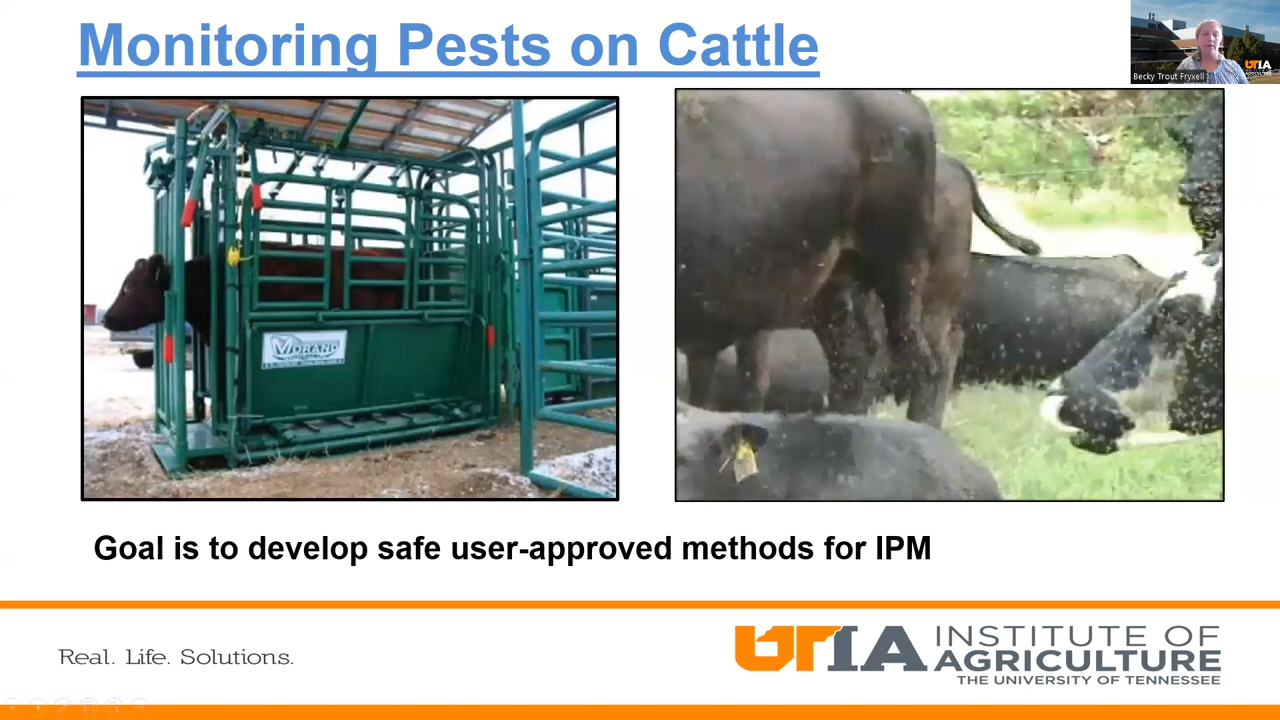 Monitoring Pests on Cattle
UTIA
Becky Trout Fryxell
MORAND
Goal is to develop safe user-approved methods for IPM
Real. Life. Solutions.
UTIA INSTITUTE OF
AGRICULTURE
THE UNIVERSITY OF TENNESSEE